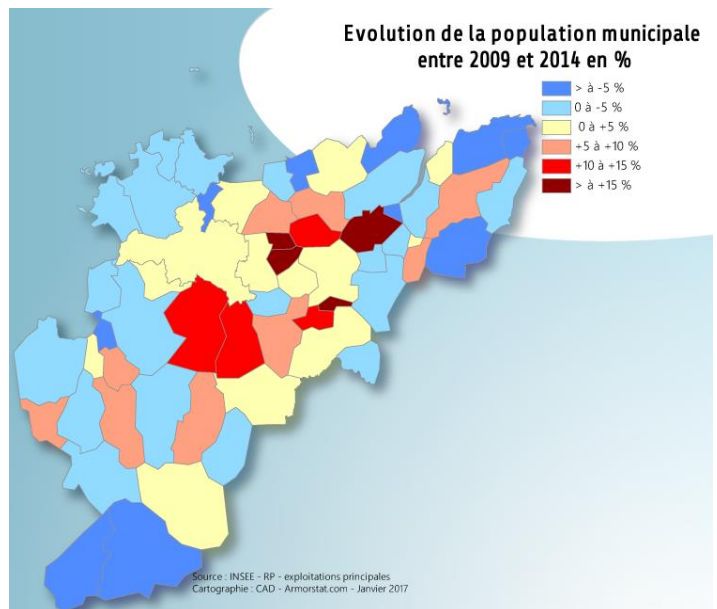 Evolution de la population municipale
entre 2009 et 2014 en %
> à -5 %
0 à -5 %
0 à +5 %
+5 à +10 %
+10 à +15 %
> à +15 %
Source : INSEE - RP - exploitations principales
Cartographie : CAD - Armorstat.com - Janvier 2017